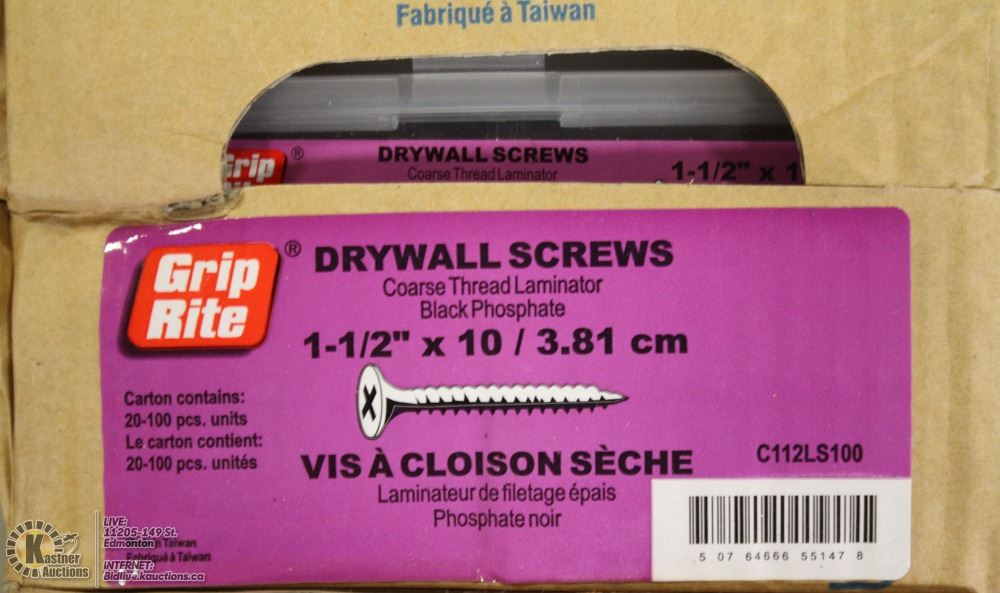 Fabriqué à Taiwan
Grip ®
DRYWALL SCREWS
Coarse Thread Laminator
1-1/2" x 1
Grip
Rite ®
DRYWALL SCREWS
Coarse Thread Laminator
Black Phosphate
1-1/2" x 10 / 3.81 cm
Carton contains:
20-100 pcs. units
Le carton contient:
20-100 pcs. unités
VIS À CLOISON SÈCHE
Laminateur de filetage épais
Phosphate noir
C112LS100
5 07 64666 55147 8
Kastner
Auctions
LIVE:
11205-149 St.
Edmonton
Taiwan
Fabriqué à Taiwan
INTERNET:
Bidlive.kauctions.ca